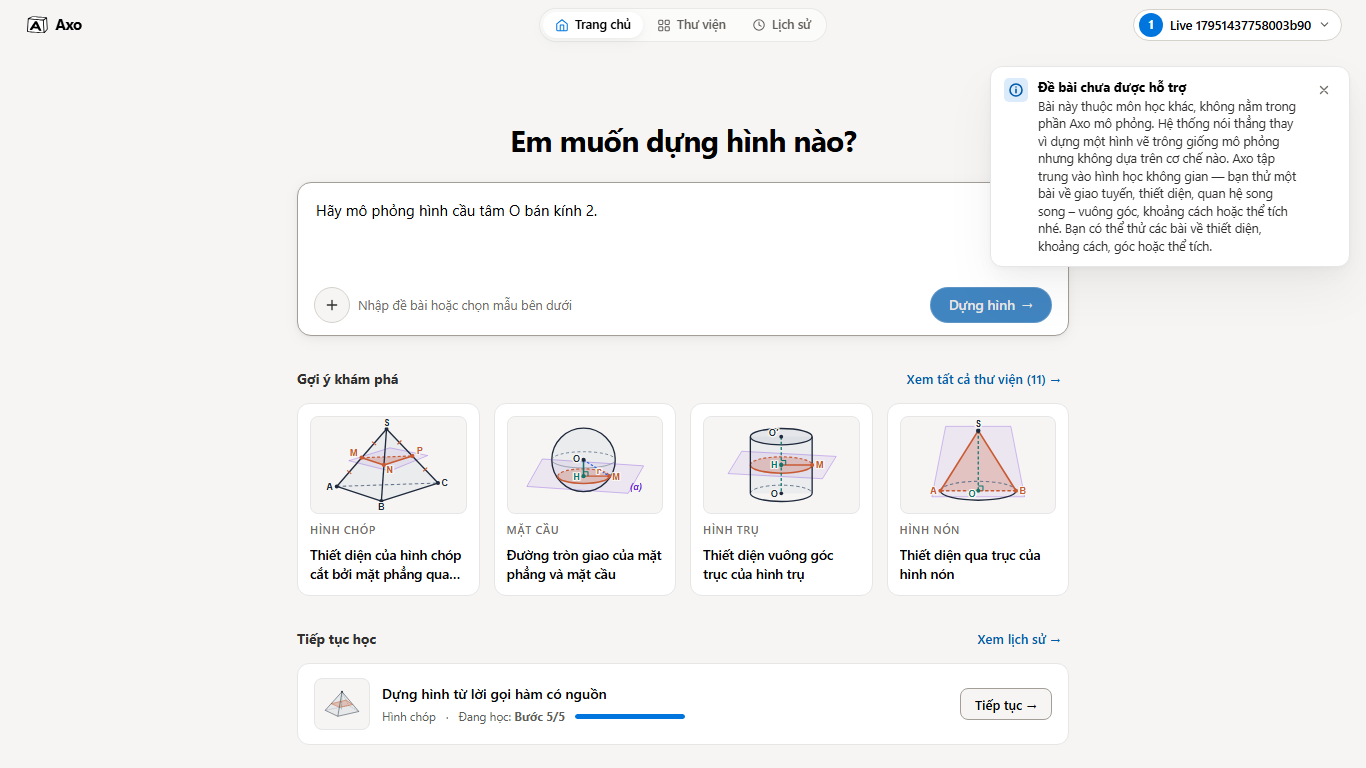 Axo
Trang chủ
Thư viện
Lịch sử
1
Live 17951437758003b90
Đề bài chưa được hỗ trợ
Bài này thuộc môn học khác, không nằm trong
phần Axo mô phỏng. Hệ thống nói thẳng thay
vì dựng một hình vẽ trông giống mô phỏng
nhưng không dựa trên cơ chế nào. Axo tập
trung vào hình học không gian — bạn thử một
bài về giao tuyến, thiết diện, quan hệ song
song – vuông góc, khoảng cách hoặc thể tích
nhé. Bạn có thể thử các bài về thiết diện,
khoảng cách, góc hoặc thể tích.
Em muốn dựng hình nào?
Hãy mô phỏng hình cầu tâm O bán kính 2.
Nhập đề bài hoặc chọn mẫu bên dưới
Dựng hình →
Gợi ý khám phá
Xem tất cả thư viện (11) →
S
M
P
N
A
C
B
HÌNH CHÓP
Thiết diện của hình chóp
cắt bởi mặt phẳng qua...
O
r
H
M
(α)
MẶT CẦU
Đường tròn giao của mặt
phẳng và mặt cầu
O'
H
M
O
HÌNH TRỤ
Thiết diện vuông góc
trục của hình trụ
S
A
O
B
HÌNH NÓN
Thiết diện qua trục của
hình nón
Tiếp tục học
Xem lịch sử →
Dựng hình từ lời gọi hàm có nguồn
Hình chóp · Đang học: Bước 5/5
Tiếp tục →